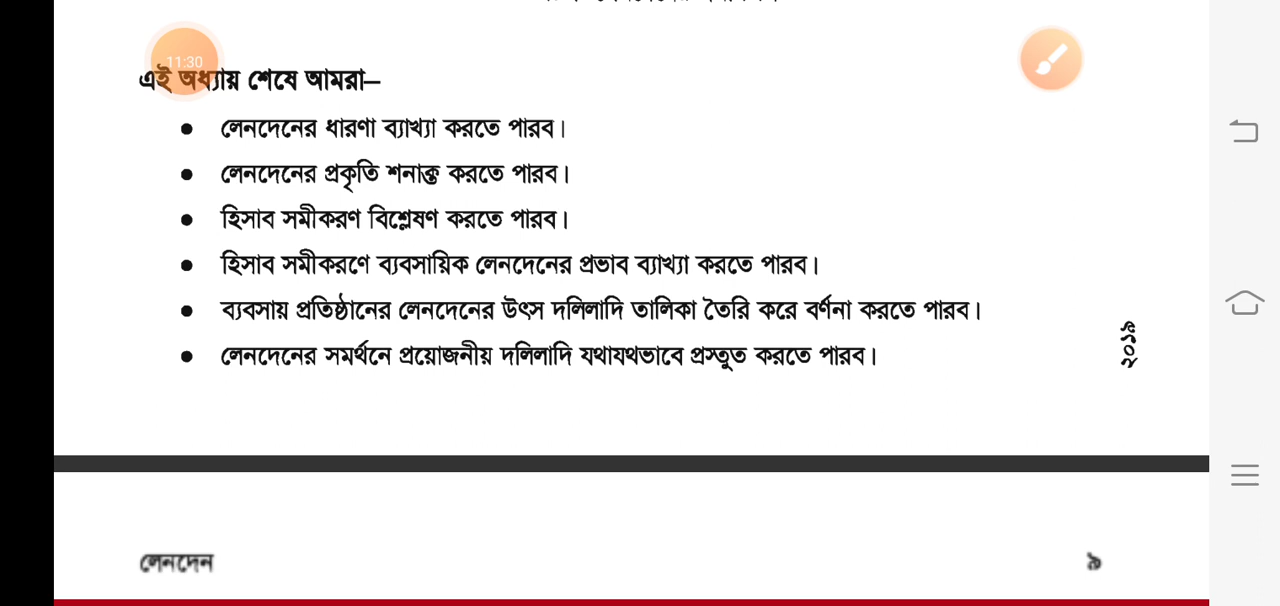 11:30
এই অধ্যায় শেষে আমরা–
● লেনদেনের ধারণা ব্যাখ্যা করতে পারব।
● লেনদেনের প্রকৃতি শনাক্ত করতে পারব।
● হিসাব সমীকরণ বিশ্লেষণ করতে পারব।
● হিসাব সমীকরণে ব্যবসায়িক লেনদেনের প্রভাব ব্যাখ্যা করতে পারব।
● ব্যবসায় প্রতিষ্ঠানের লেনদেনের উৎস দলিলাদি তালিকা তৈরি করে বর্ণনা করতে পারব।
● লেনদেনের সমর্থনে প্রয়োজনীয় দলিলাদি যথাযথভাবে প্রস্তুত করতে পারব।
২০১৯
লেনদেন ৯